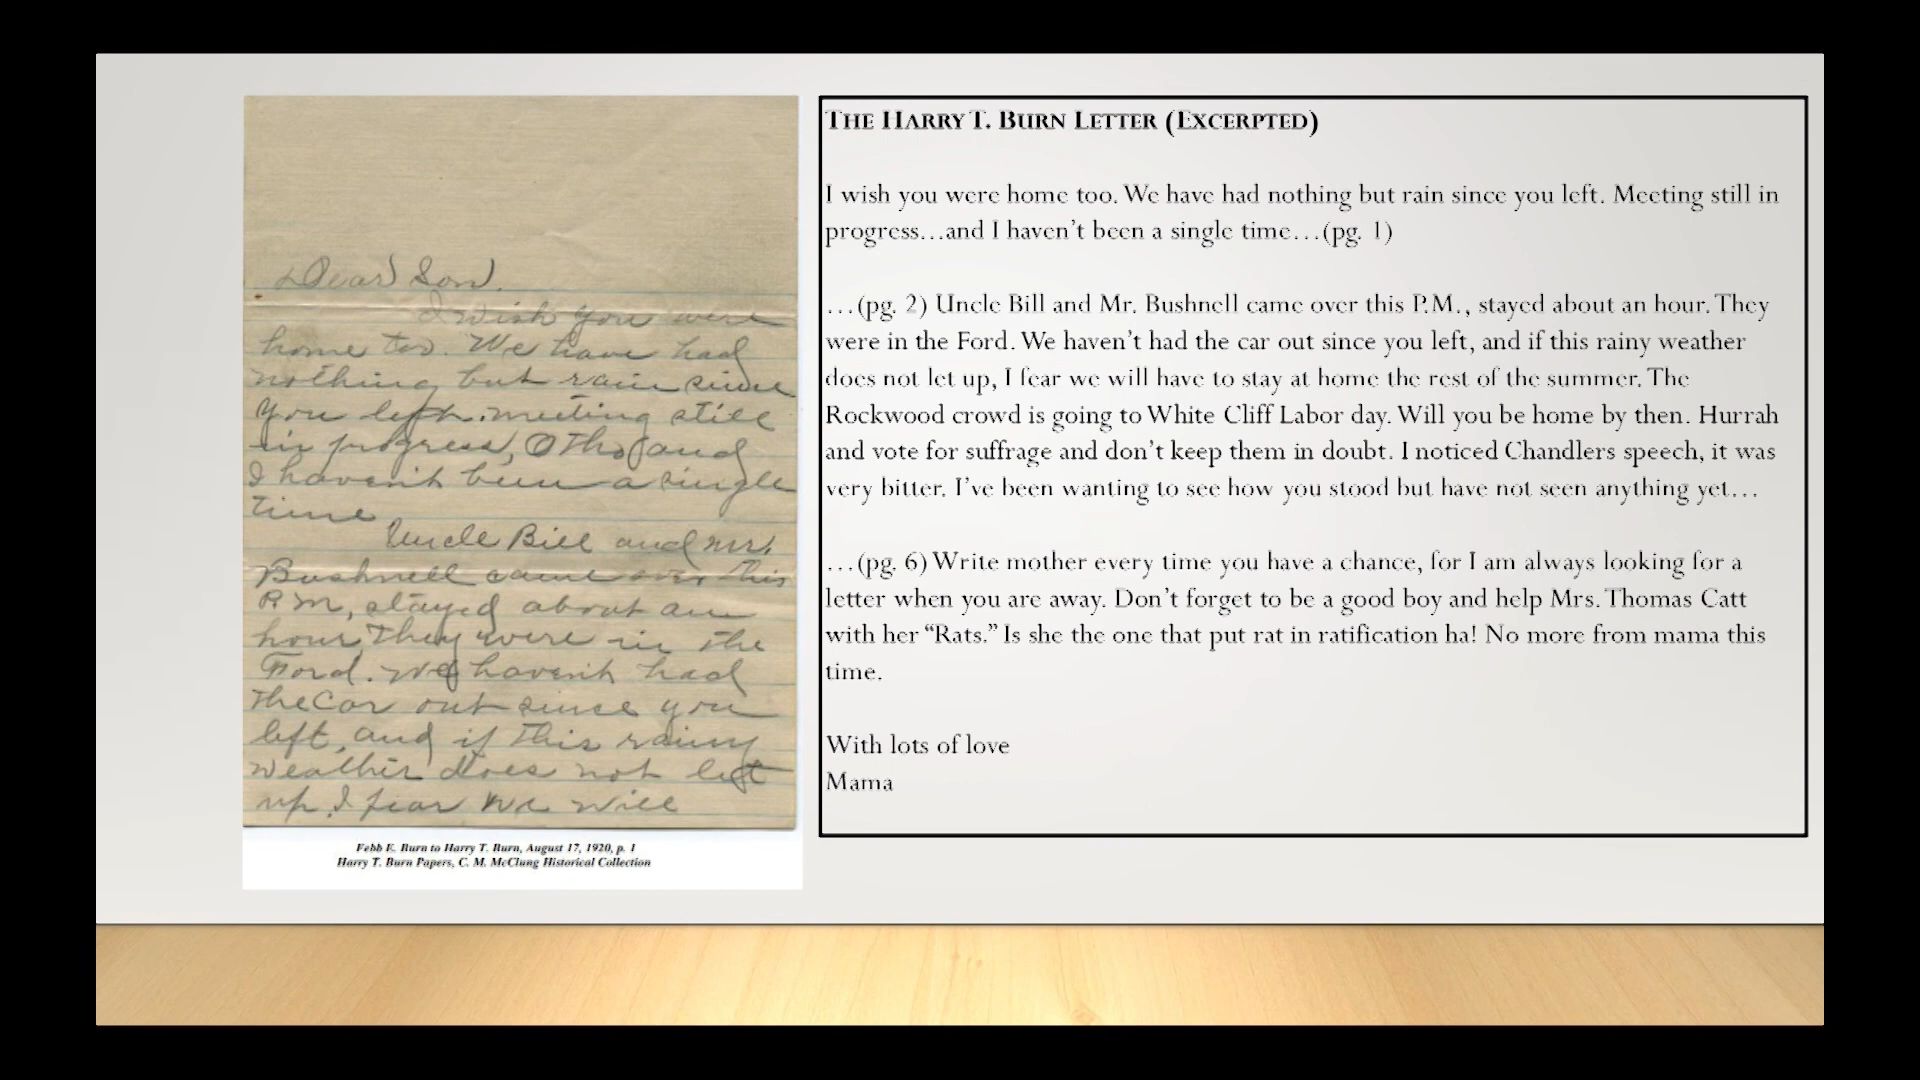 Dear Son.
I wish you were
home too. We have had
nothing but rain since
you left. meeting still
in progress, Otho and
I haven't been a single
time
Uncle Bill and Mr.
Bushnell came over this
P.M, stayed about an
hour They were in the
Ford. We haven't had
The Car out since you
left, and if this rainy
weather does not let
up, I fear we will
Febb E. Burn to Harry T. Burn, August 17, 1920, p. 1
Harry T. Burn Papers, C. M. McClung Historical Collection
THE HARRY T. BURN LETTER (EXCERPTED)
I wish you were home too. We have had nothing but rain since you left. Meeting still in
progress…and I haven't been a single time…(pg. 1)
…(pg. 2) Uncle Bill and Mr. Bushnell came over this P.M., stayed about an hour. They
were in the Ford. We haven't had the car out since you left, and if this rainy weather
does not let up, I fear we will have to stay at home the rest of the summer. The
Rockwood crowd is going to White Cliff Labor day. Will you be home by then. Hurrah
and vote for suffrage and don't keep them in doubt. I noticed Chandlers speech, it was
very bitter. I've been wanting to see how you stood but have not seen anything yet…
…(pg. 6) Write mother every time you have a chance, for I am always looking for a
letter when you are away. Don't forget to be a good boy and help Mrs. Thomas Catt
with her “Rats.” Is she the one that put rat in ratification ha! No more from mama this
time.
With lots of love
Mama